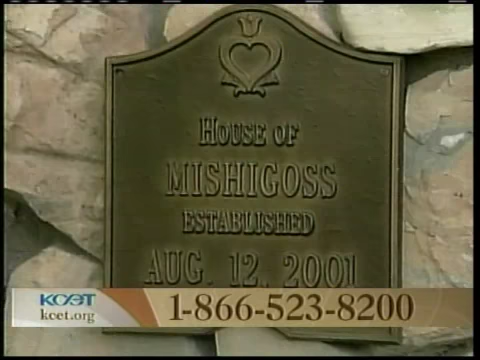 House of
MISHIGOSS
ESTABLISHED
AUG. 12, 2001
KCET
kcet.org
1-866-523-8200